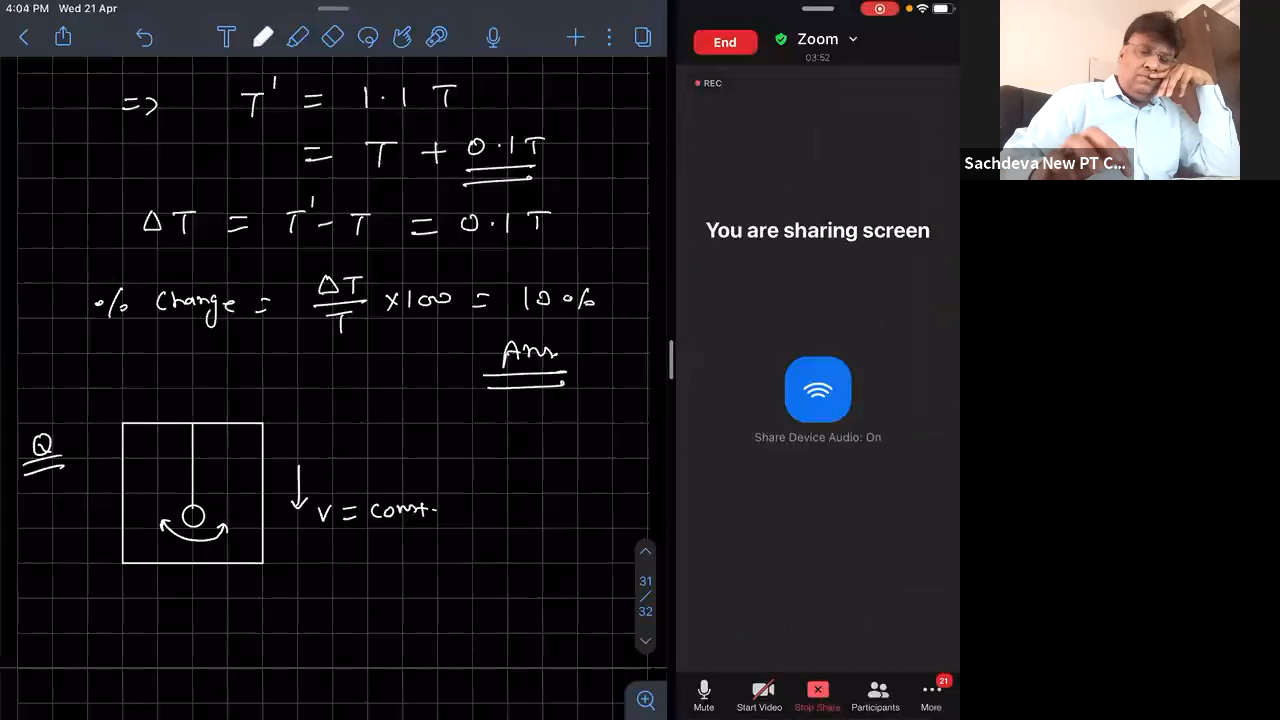 4:04 PM Wed 21 Apr
=> T' = 1.1 T
= T + 0.1T
ΔT = T' - T = 0.1T
% Change = ΔT/T ×100 = 10%
Ans
Q
v = const.
31
/
32
End
Zoom
03:52
REC
You are sharing screen
Share Device Audio: On
Mute
Start Video
Stop Share
Participants
More
21
Sachdeva New PT C...